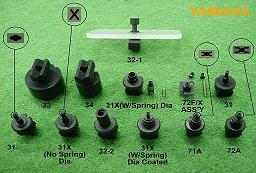 YAMAHA
32-1
33
34
31X(W/Spring)
Dia
72F/X
ASS'Y
31
31
31X
(No Spring)
Dia
32-2
31X
(W/Spring)
Dia Coated
71A
72A